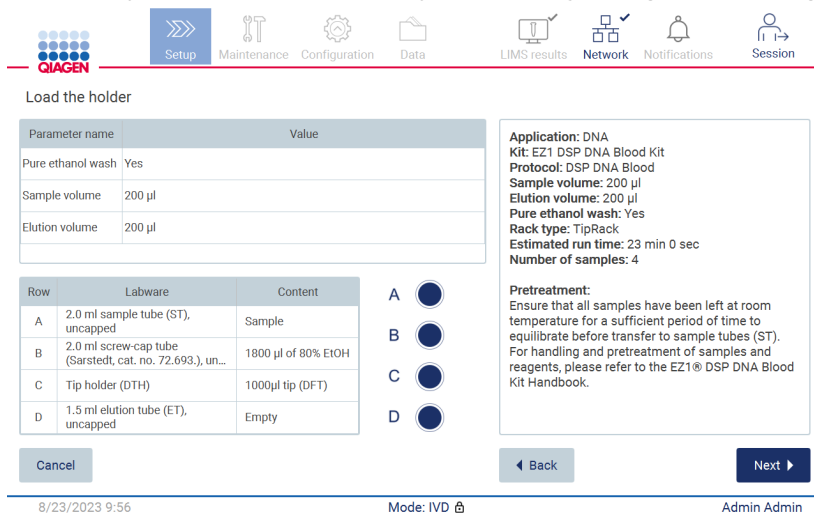 QIAGEN
Setup
Maintenance
Configuration
Data
LIMS results
Network
Notifications
Session
Load the holder
Parameter name Value
Pure ethanol wash Yes
Sample volume 200 µl
Elution volume 200 µl
Row Labware Content
A 2.0 ml sample tube (ST), uncapped Sample
B 2.0 ml screw-cap tube (Sarstedt, cat. no. 72.693.), un... 1800 µl of 80% EtOH
C Tip holder (DTH) 1000µl tip (DFT)
D 1.5 ml elution tube (ET), uncapped Empty
A
B
C
D
Application: DNA
Kit: EZ1 DSP DNA Blood Kit
Protocol: DSP DNA Blood
Sample volume: 200 µl
Elution volume: 200 µl
Pure ethanol wash: Yes
Rack type: TipRack
Estimated run time: 23 min 0 sec
Number of samples: 4
Pretreatment:
Ensure that all samples have been left at room
temperature for a sufficient period of time to
equilibrate before transfer to sample tubes (ST).
For handling and pretreatment of samples and
reagents, please refer to the EZ1® DSP DNA Blood
Kit Handbook.
Cancel
Back
Next
8/23/2023 9:56
Mode: IVD
Admin Admin